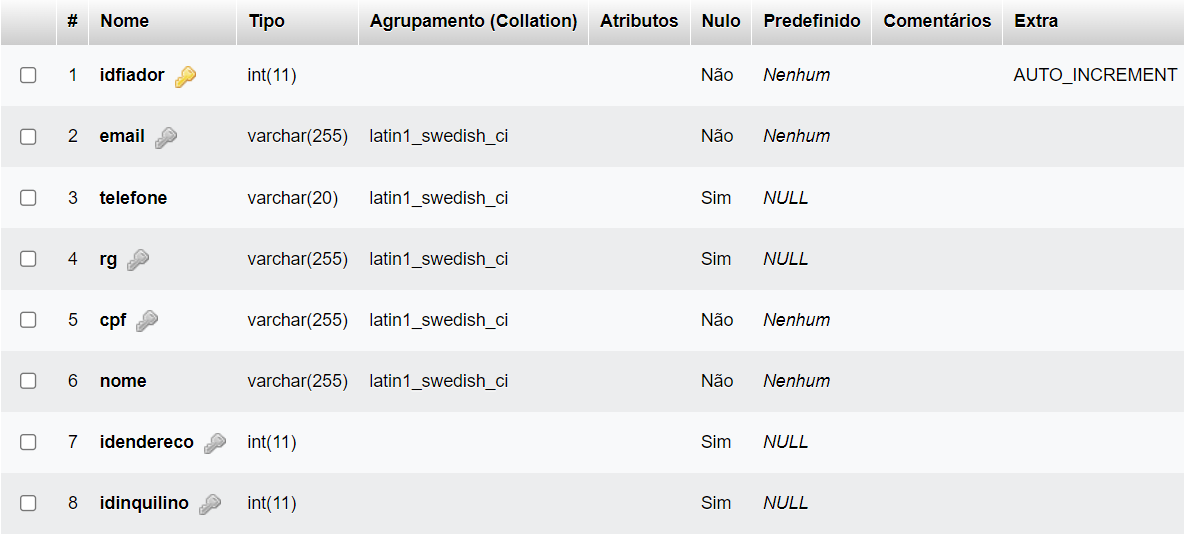 # Nome Tipo Agrupamento (Collation) Atributos Nulo Predefinido Comentários Extra
1 idfiador int(11) Não Nenhum AUTO_INCREMENT
2 email varchar(255) latin1_swedish_ci Não Nenhum
3 telefone varchar(20) latin1_swedish_ci Sim NULL
4 rg varchar(255) latin1_swedish_ci Sim NULL
5 cpf varchar(255) latin1_swedish_ci Não Nenhum
6 nome varchar(255) latin1_swedish_ci Não Nenhum
7 idendereco int(11) Sim NULL
8 idinquilino int(11) Sim NULL